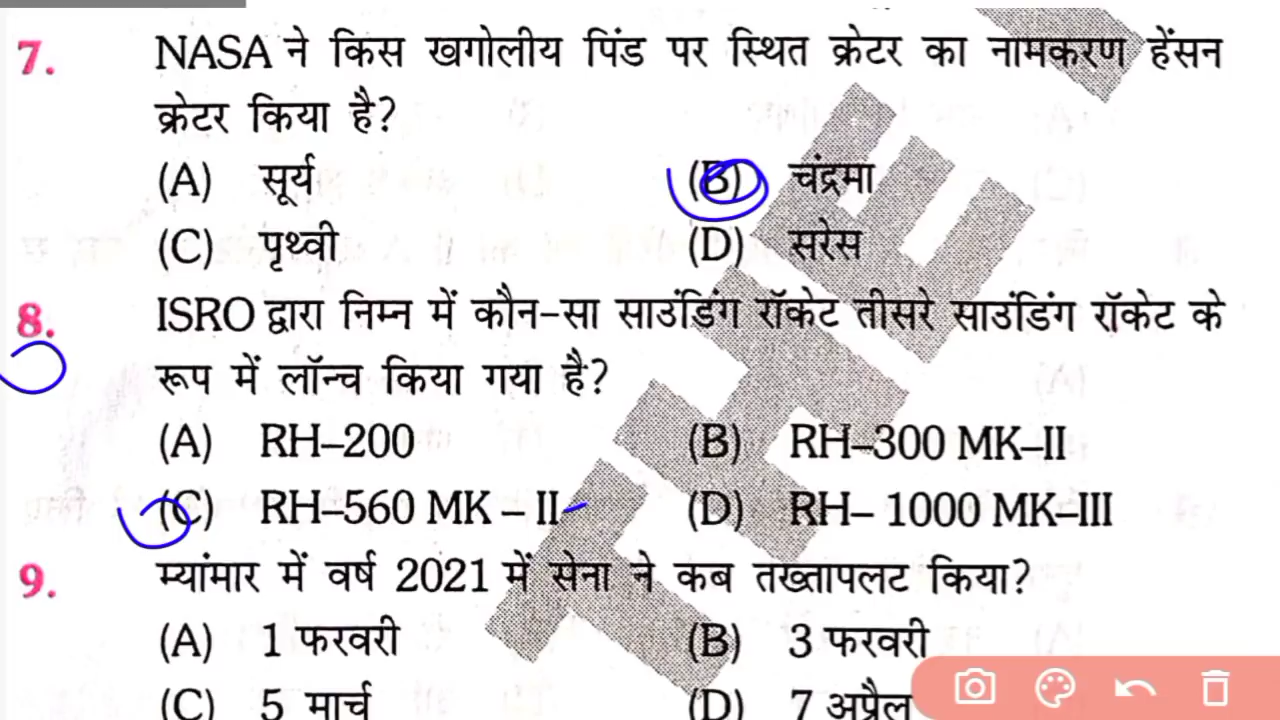 7. NASA ने किस खगोलीय पिंड पर स्थित क्रेटर का नामकरण हेंसन
क्रेटर किया है?
(A) सूर्य (B) चंद्रमा
(C) पृथ्वी (D) सरेस
8. ISRO द्वारा निम्न में कौन-सा साउंडिंग रॉकेट तीसरे साउंडिंग रॉकेट के
रूप में लॉन्च किया गया है?
(A) RH–200 (B) RH–300 MK–II
(C) RH–560 MK – II (D) RH– 1000 MK–III
9. म्यांमार में वर्ष 2021 में सेना ने कब तख्तापलट किया?
(A) 1 फरवरी (B) 3 फरवरी
(C) 5 मार्च (D) 7 अप्रैल